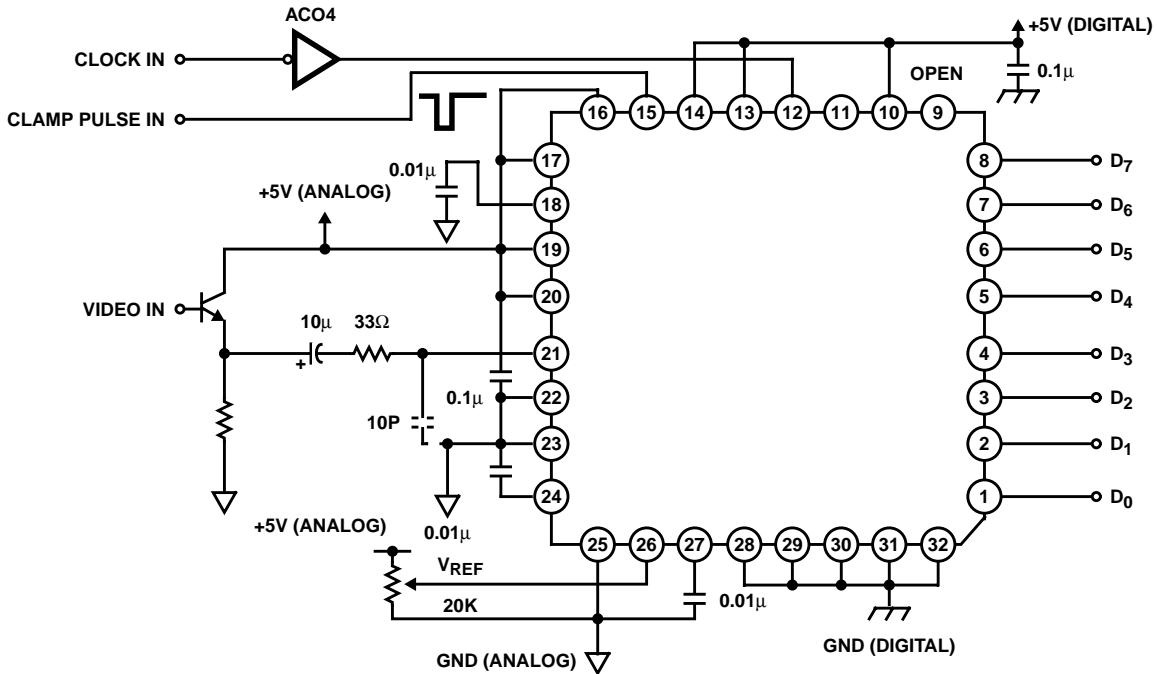 ACO4
CLOCK IN
+5V (DIGITAL)
OPEN
0.1μ
CLAMP PULSE IN
16 15 14 13 12 11 10 9
17
18
19
20
21
22
23
24
0.01μ
+5V (ANALOG)
VIDEO IN
10μ
+
33Ω
0.1μ
10P
0.01μ
8 D7
7 D6
6 D5
5 D4
4 D3
3 D2
2 D1
1 D0
+5V (ANALOG)
25 26 27 28 29 30 31 32
VREF
20K
0.01μ
GND (ANALOG)
GND (DIGITAL)